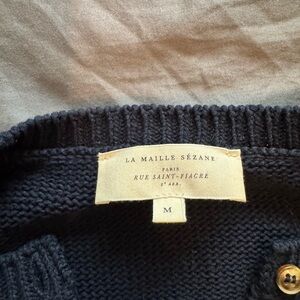 LA MAILLE SÉZANE
PARIS
RUE SAINT-FIACRE
2e ARR.
M